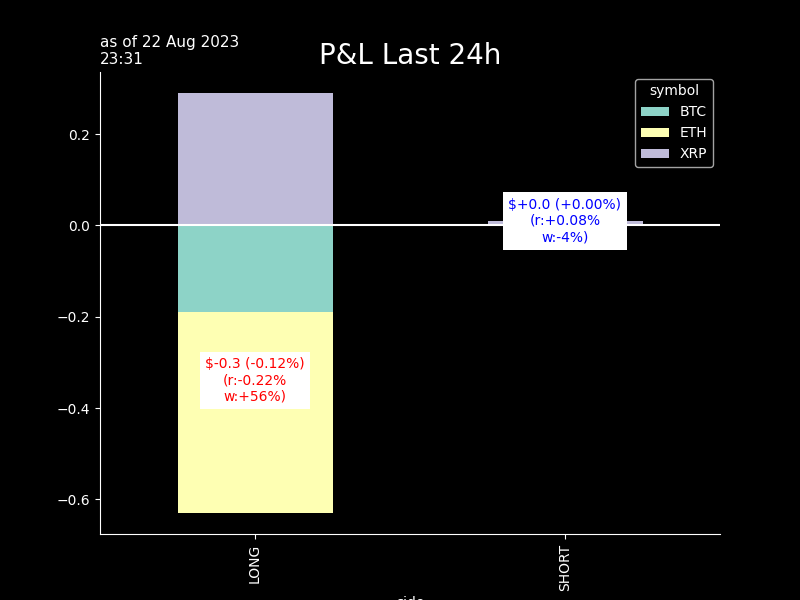 as of 22 Aug 2023
23:31
P&L Last 24h
symbol
BTC
ETH
XRP
0.2
0.0
−0.2
−0.4
−0.6
$+0.0 (+0.00%)
(r:+0.08%
w:-4%)
$-0.3 (-0.12%)
(r:-0.22%
w:+56%)
LONG
SHORT
side